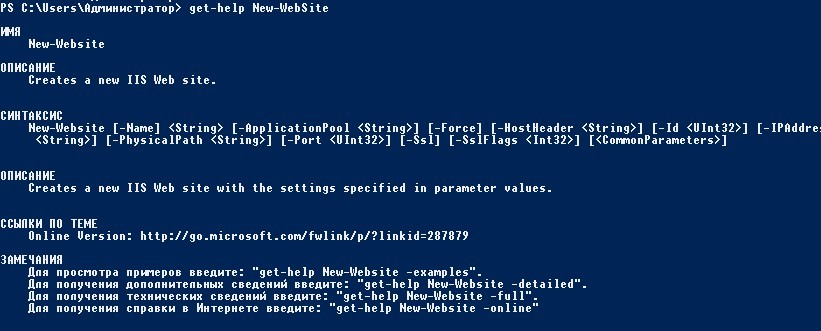 PS C:\Users\Администратор> get-help New-WebSite
ИМЯ
New-Website
ОПИСАНИЕ
Creates a new IIS Web site.
СИНТАКСИС
New-Website [-Name] <String> [-ApplicationPool <String>] [-Force] [-HostHeader <String>] [-Id <UInt32>] [-IPAddre
<String>] [-PhysicalPath <String>] [-Port <UInt32>] [-Ssl] [-SslFlags <Int32>] [<CommonParameters>]
ОПИСАНИЕ
Creates a new IIS Web site with the settings specified in parameter values.
ССЫЛКИ ПО ТЕМЕ
Online Version: http://go.microsoft.com/fwlink/p/?linkid=287879
ЗАМЕЧАНИЯ
Для просмотра примеров введите: "get-help New-Website -examples".
Для получения дополнительных сведений введите: "get-help New-Website -detailed".
Для получения технических сведений введите: "get-help New-Website -full".
Для получения справки в Интернете введите: "get-help New-Website -online"